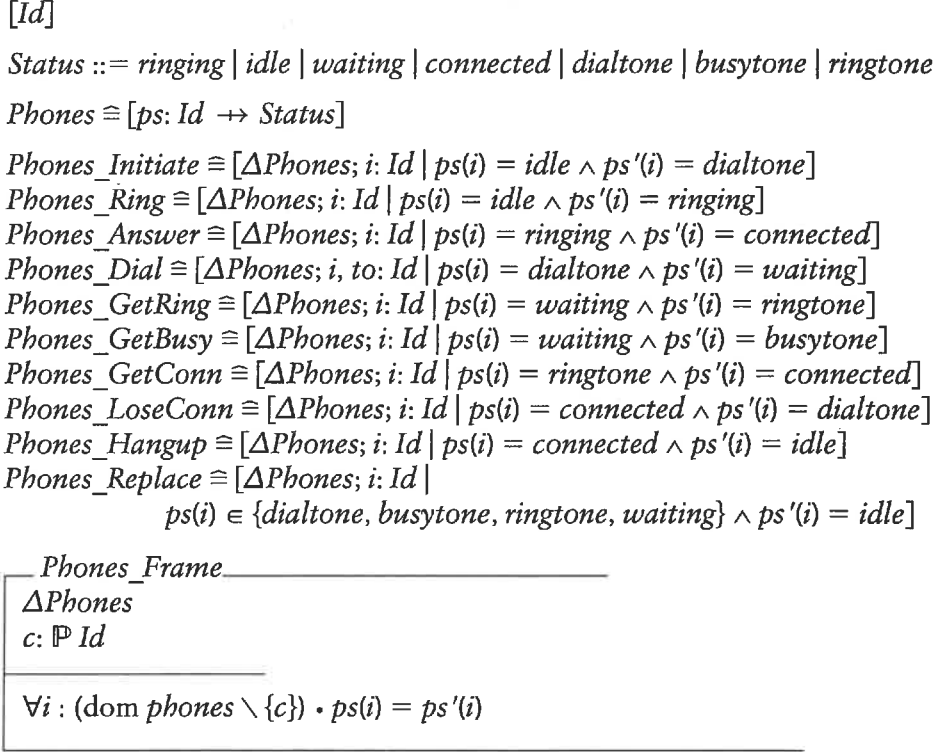 [Id]
Status ::= ringing | idle | waiting | connected | dialtone | busytone | ringtone
Phones ≙ [ps: Id ⇸ Status]
Phones_Initiate ≙ [ΔPhones; i: Id | ps(i) = idle ∧ ps'(i) = dialtone]
Phones_Ring ≙ [ΔPhones; i: Id | ps(i) = idle ∧ ps'(i) = ringing]
Phones_Answer ≙ [ΔPhones; i: Id | ps(i) = ringing ∧ ps'(i) = connected]
Phones_Dial ≙ [ΔPhones; i, to: Id | ps(i) = dialtone ∧ ps'(i) = waiting]
Phones_GetRing ≙ [ΔPhones; i: Id | ps(i) = waiting ∧ ps'(i) = ringtone]
Phones_GetBusy ≙ [ΔPhones; i: Id | ps(i) = waiting ∧ ps'(i) = busytone]
Phones_GetConn ≙ [ΔPhones; i: Id | ps(i) = ringtone ∧ ps'(i) = connected]
Phones_LoseConn ≙ [ΔPhones; i: Id | ps(i) = connected ∧ ps'(i) = dialtone]
Phones_Hangup ≙ [ΔPhones; i: Id | ps(i) = connected ∧ ps'(i) = idle]
Phones_Replace ≙ [ΔPhones; i: Id |
ps(i) ∈ {dialtone, busytone, ringtone, waiting} ∧ ps'(i) = idle]
Phones_Frame
ΔPhones
c: ℙ Id
∀i : (dom phones \ {c}) • ps(i) = ps'(i)